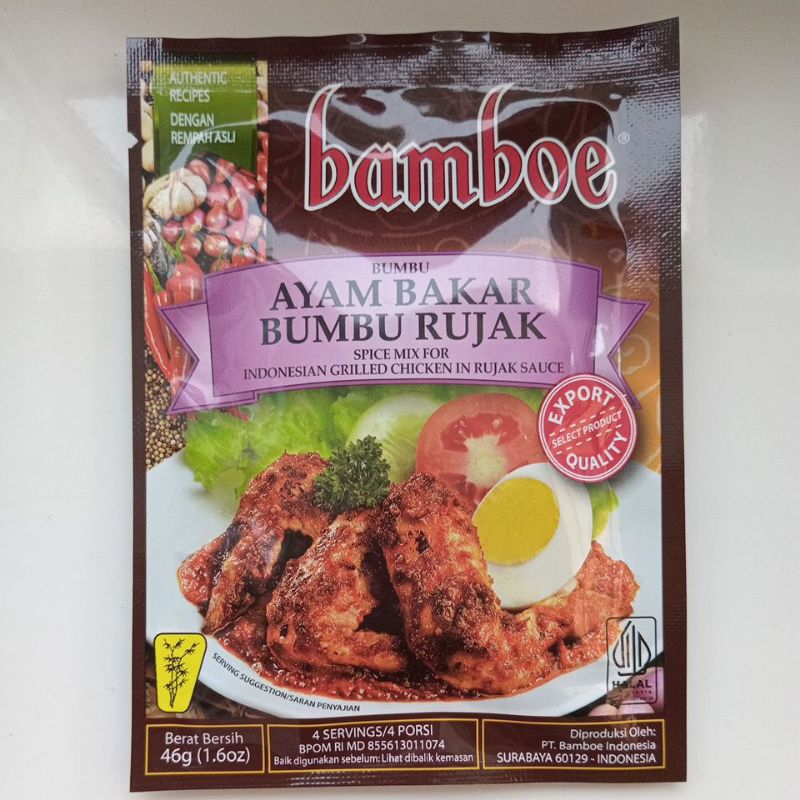 AUTHENTIC
RECIPES
DENGAN
REMPAH ASLI
bamboe®
BUMBU
AYAM BAKAR
BUMBU RUJAK
SPICE MIX FOR
INDONESIAN GRILLED CHICKEN IN RUJAK SAUCE
EXPORT
SELECT PRODUCT
QUALITY
HALAL
SERVING SUGGESTION/SARAN PENYAJIAN
Berat Bersih
46g (1.6oz)
4 SERVINGS/4 PORSI
BPOM RI MD 855613011074
Baik digunakan sebelum: Lihat dibalik kemasan
Diproduksi Oleh:
PT. Bamboe Indonesia
SURABAYA 60129 - INDONESIA